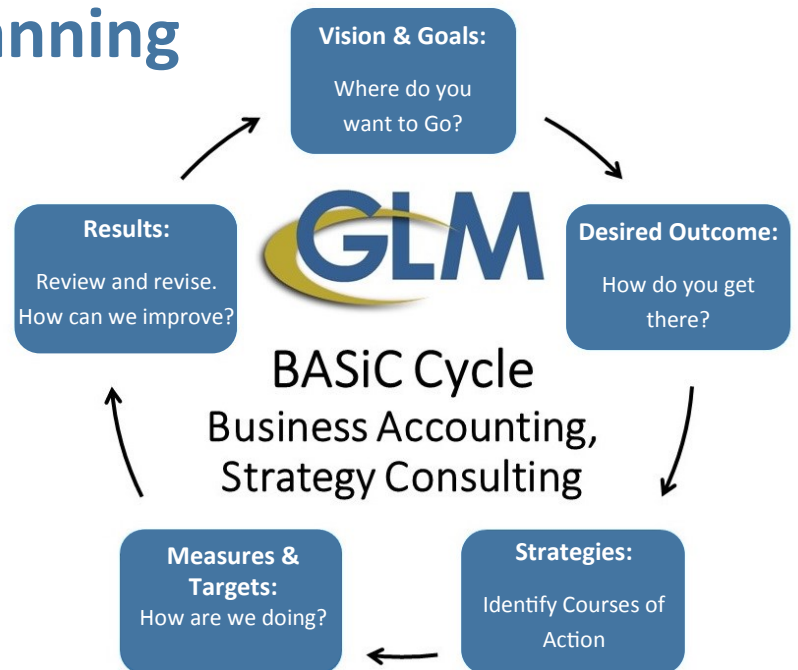 anning
Vision & Goals:
Where do you
want to Go?
Desired Outcome:
How do you get
there?
Strategies:
Identify Courses of
Action
Measures &
Targets:
How are we doing?
Results:
Review and revise.
How can we improve?
GLM
BASiC Cycle
Business Accounting,
Strategy Consulting